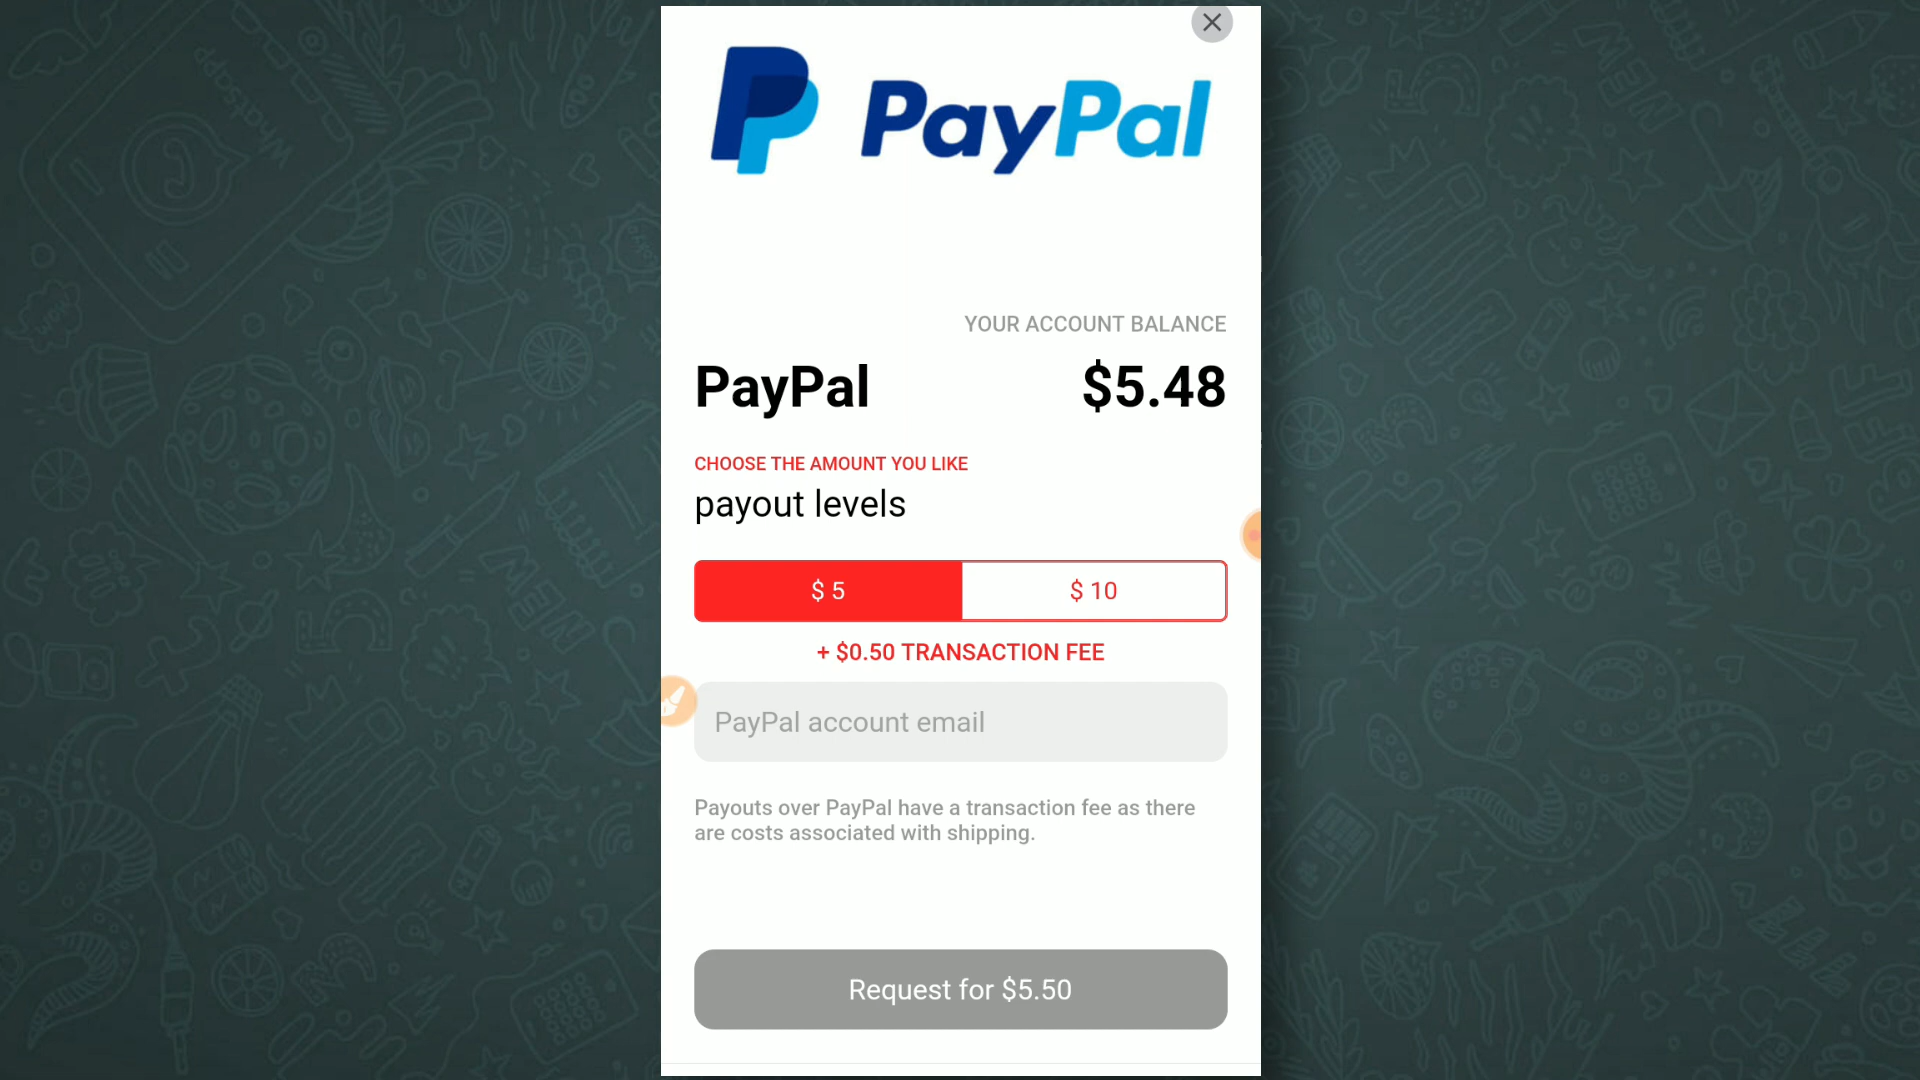 PayPal
YOUR ACCOUNT BALANCE
PayPal $5.48
CHOOSE THE AMOUNT YOU LIKE
payout levels
$ 5 $ 10
+ $0.50 TRANSACTION FEE
PayPal account email
Payouts over PayPal have a transaction fee as there
are costs associated with shipping.
Request for $5.50